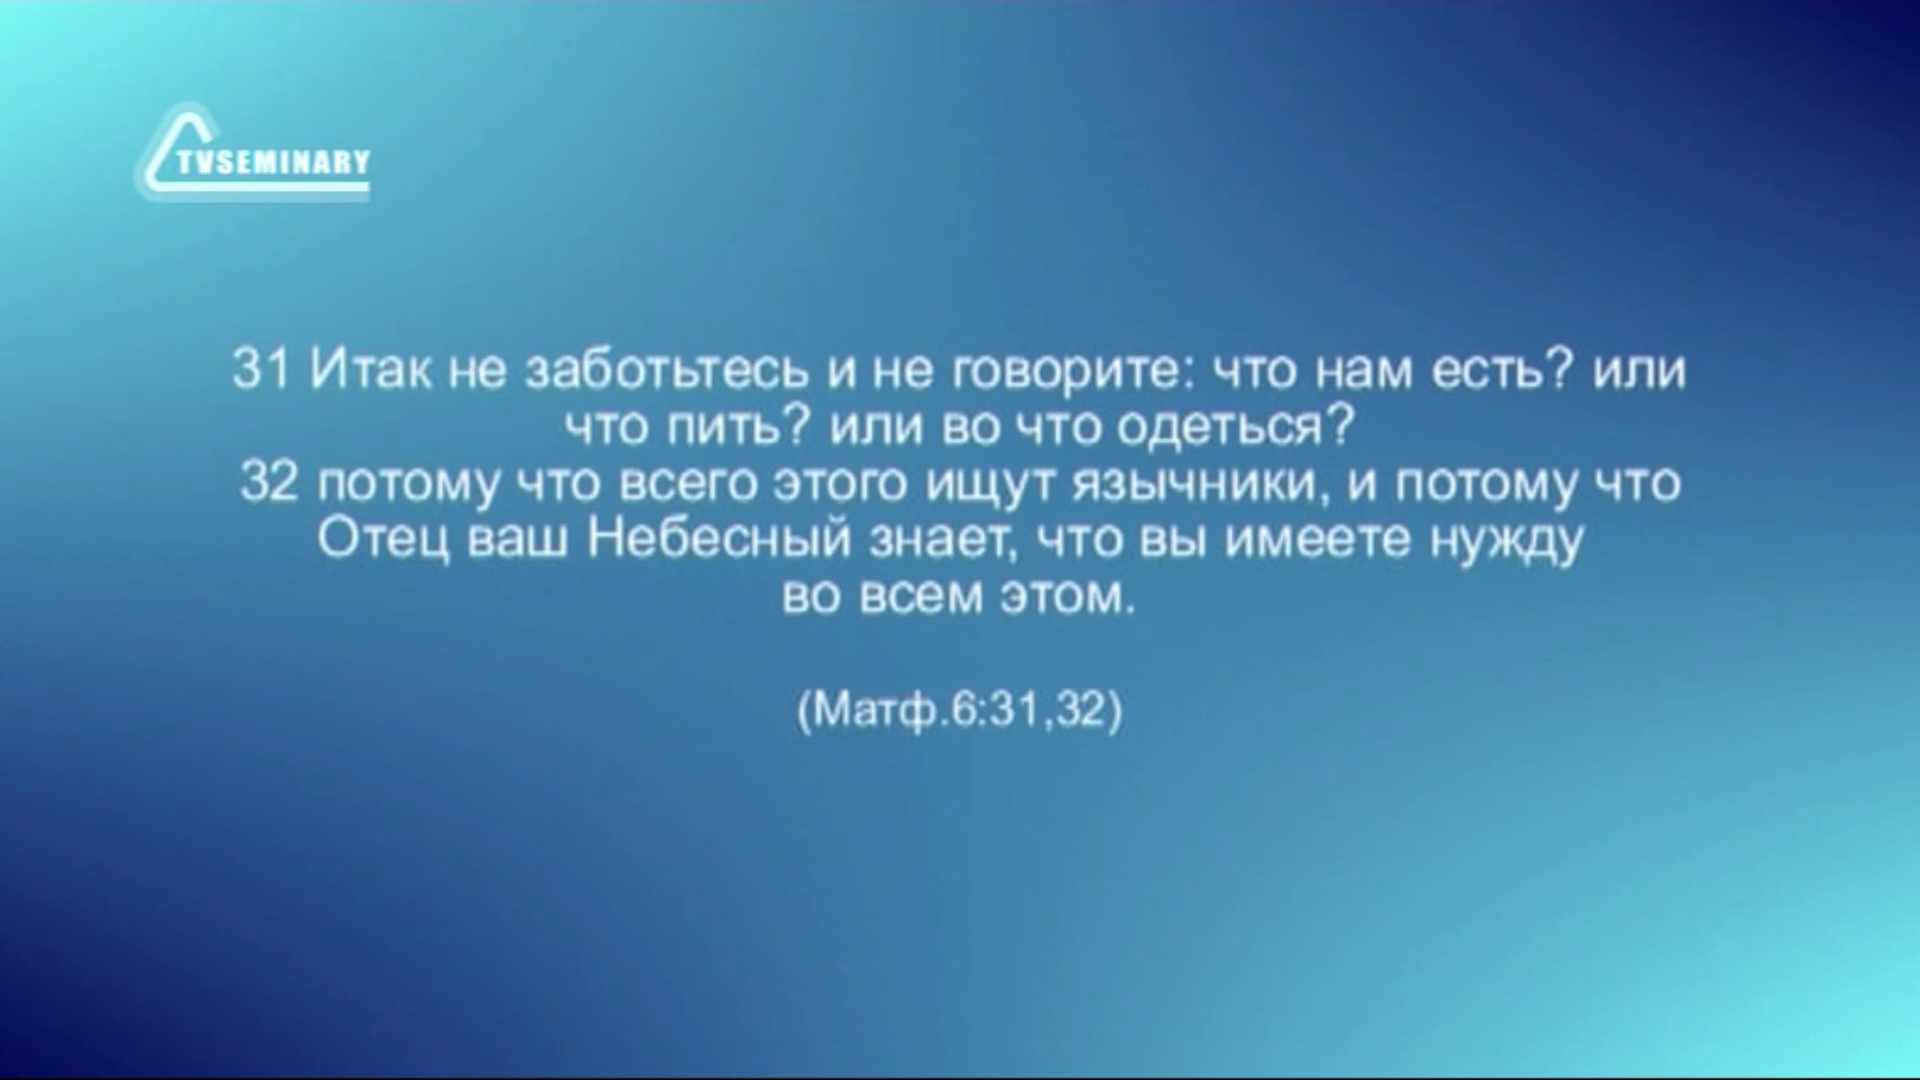 TVSEMINARY
31 Итак не заботьтесь и не говорите: что нам есть? или
что пить? или во что одеться?
32 потому что всего этого ищут язычники, и потому что
Отец ваш Небесный знает, что вы имеете нужду
во всем этом.
(Матф.6:31,32)